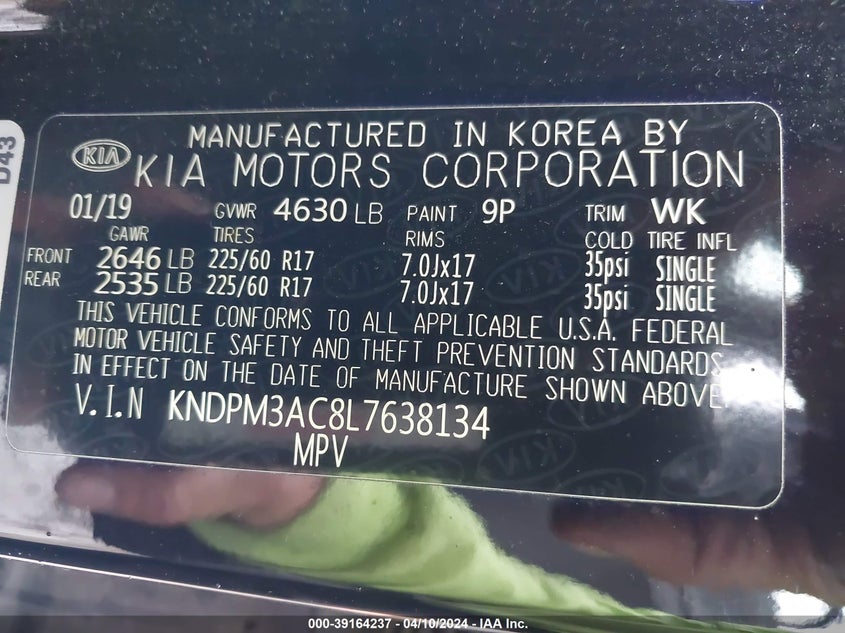 D43
MANUFACTURED IN KOREA BY
KIA KIA MOTORS CORPORATION
01/19 GVWR 4630 LB PAINT 9P TRIM WK
GAWR TIRES RIMS COLD TIRE INFL
FRONT 2646 LB 225/60 R17 7.0Jx17 35psi SINGLE
REAR 2535 LB 225/60 R17 7.0Jx17 35psi SINGLE
THIS VEHICLE CONFORMS TO ALL APPLICABLE U.S.A. FEDERAL
MOTOR VEHICLE SAFETY AND THEFT PREVENTION STANDARDS
IN EFFECT ON THE DATE OF MANUFACTURE SHOWN ABOVE.
V.I.N KNDPM3AC8L7638134
MPV
000-39164237 - 04/10/2024 - IAA Inc.